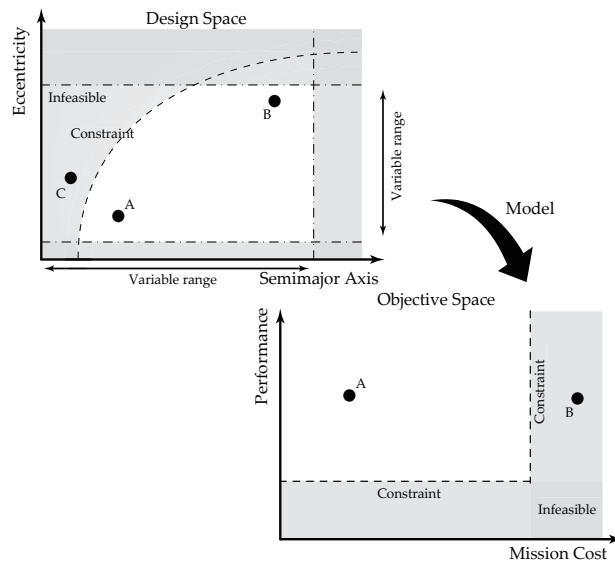 Design Space
Eccentricity
Infeasible
Constraint
B
C
A
Variable range
Variable range
Semimajor Axis
Model
Objective Space
Performance
A
Constraint
B
Constraint
Infeasible
Mission Cost